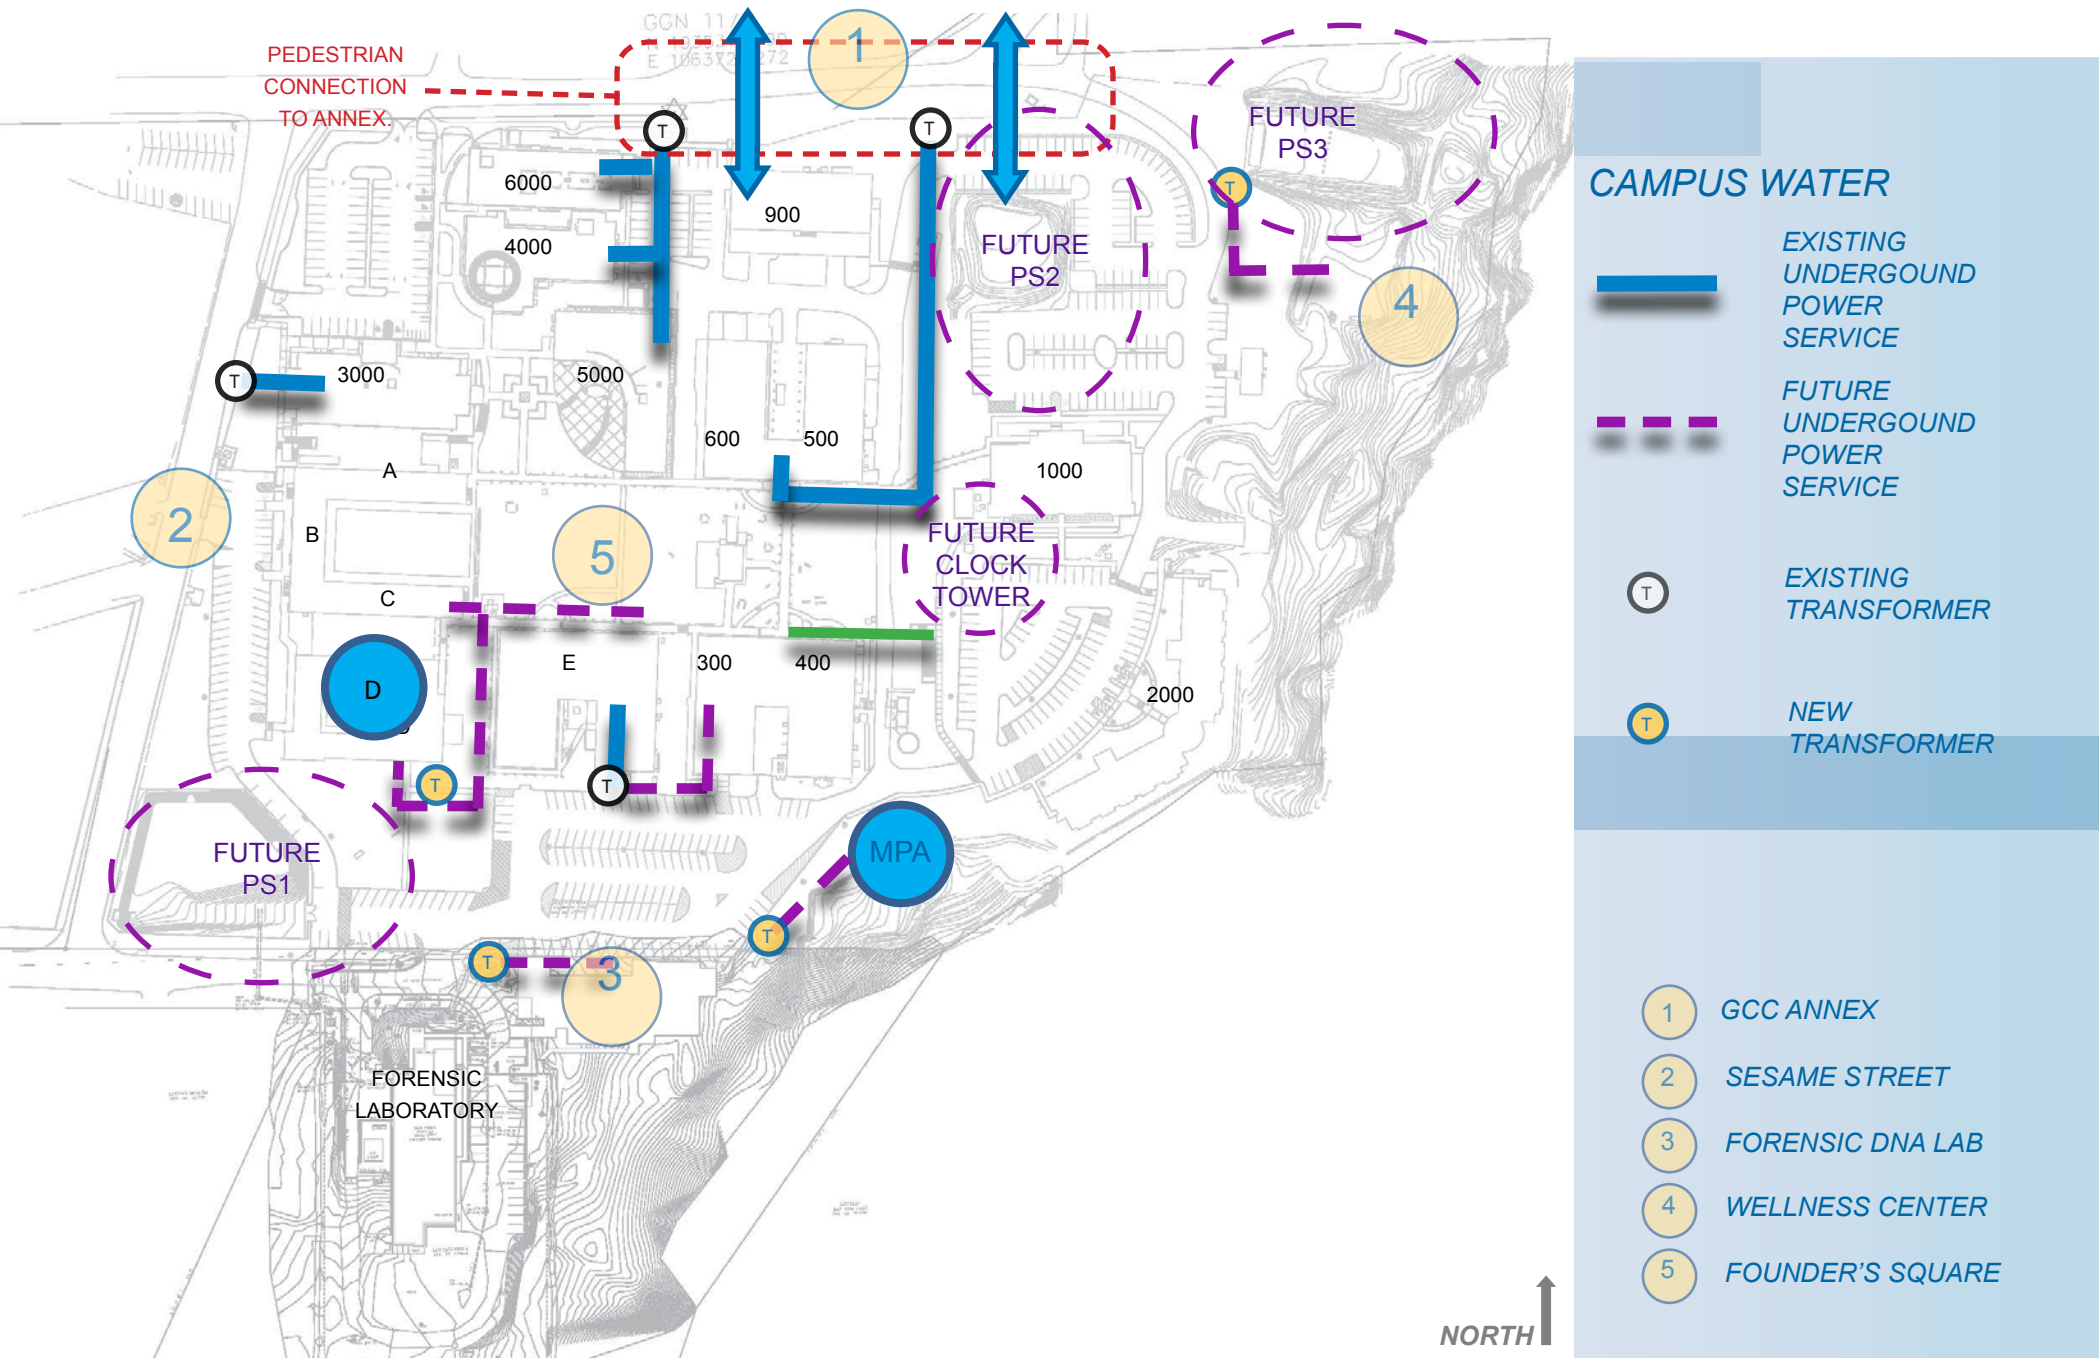 GGN 11
PEDESTRIAN
CONNECTION
TO ANNEX.
1
T
T
6000
4000
900
FUTURE
PS2
FUTURE
PS3
T
4
T
3000
5000
600
500
1000
A
2
B
5
C
FUTURE
CLOCK
TOWER
E
300
400
D
2000
T
T
MPA
FUTURE
PS1
T
T
3
FORENSIC
LABORATORY
NORTH
CAMPUS WATER
EXISTING
UNDERGOUND
POWER
SERVICE
FUTURE
UNDERGOUND
POWER
SERVICE
T
EXISTING
TRANSFORMER
T
NEW
TRANSFORMER
1 GCC ANNEX
2 SESAME STREET
3 FORENSIC DNA LAB
4 WELLNESS CENTER
5 FOUNDER'S SQUARE